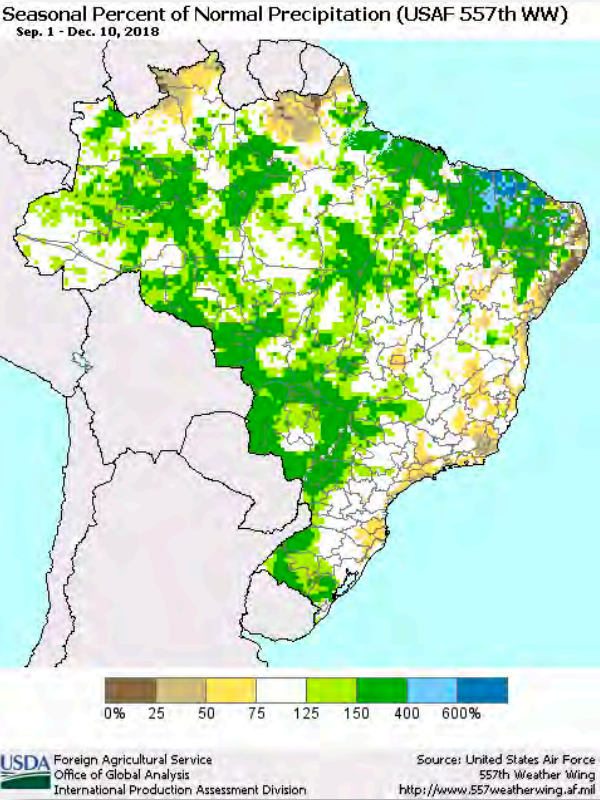 Seasonal Percent of Normal Precipitation (USAF 557th WW)
Sep. 1 - Dec. 10, 2018
0% 25 50 75 125 150 400 600%
USDA
Foreign Agricultural Service
Office of Global Analysis
International Production Assessment Division
Source: United States Air Force
557th Weather Wing
http://www.557weatherwing.af.mil